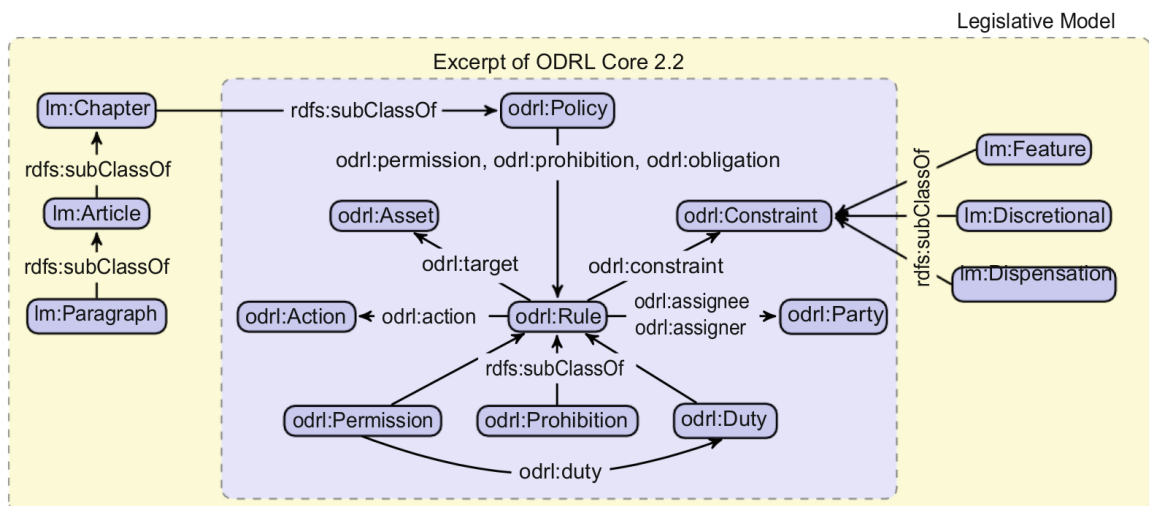 Legislative Model
Excerpt of ODRL Core 2.2
lm:Chapter
rdfs:subClassOf
odrl:Policy
rdfs:subClassOf
odrl:permission, odrl:prohibition, odrl:obligation
lm:Feature
lm:Article
odrl:Asset
odrl:Constraint
rdfs:subClassOf
lm:Discretional
rdfs:subClassOf
odrl:target
odrl:constraint
lm:Dispensation
lm:Paragraph
odrl:Action
odrl:action
odrl:Rule
odrl:assignee
odrl:assigner
odrl:Party
rdfs:subClassOf
odrl:Permission
odrl:Prohibition
odrl:Duty
odrl:duty